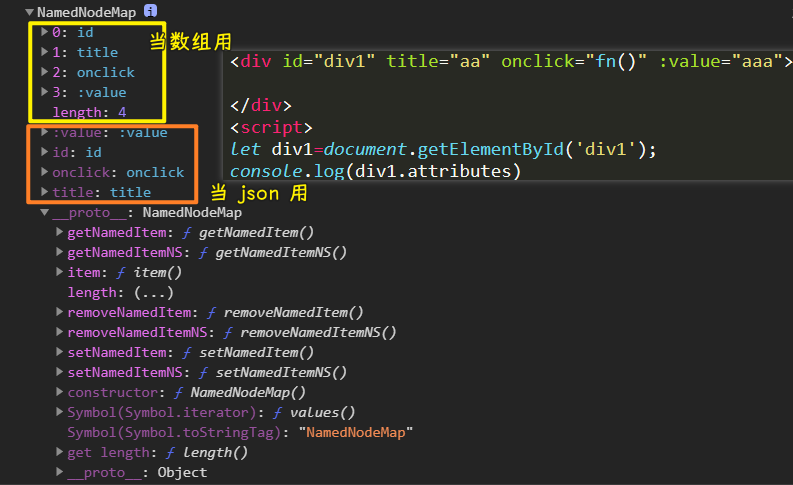 NamedNodeMap i
0: id
1: title
2: onclick
3: :value
length: 4
当数组用
:value: :value
id: id
onclick: onclick
title: title
当 json 用
<div id="div1" title="aa" onclick="fn()" :value="aaa">
</div>
<script>
let div1=document.getElementById('div1');
console.log(div1.attributes)
__proto__: NamedNodeMap
getNamedItem: ƒ getNamedItem()
getNamedItemNS: ƒ getNamedItemNS()
item: ƒ item()
length: (...)
removeNamedItem: ƒ removeNamedItem()
removeNamedItemNS: ƒ removeNamedItemNS()
setNamedItem: ƒ setNamedItem()
setNamedItemNS: ƒ setNamedItemNS()
constructor: ƒ NamedNodeMap()
Symbol(Symbol.iterator): ƒ values()
Symbol(Symbol.toStringTag): "NamedNodeMap"
get length: ƒ length()
__proto__: Object